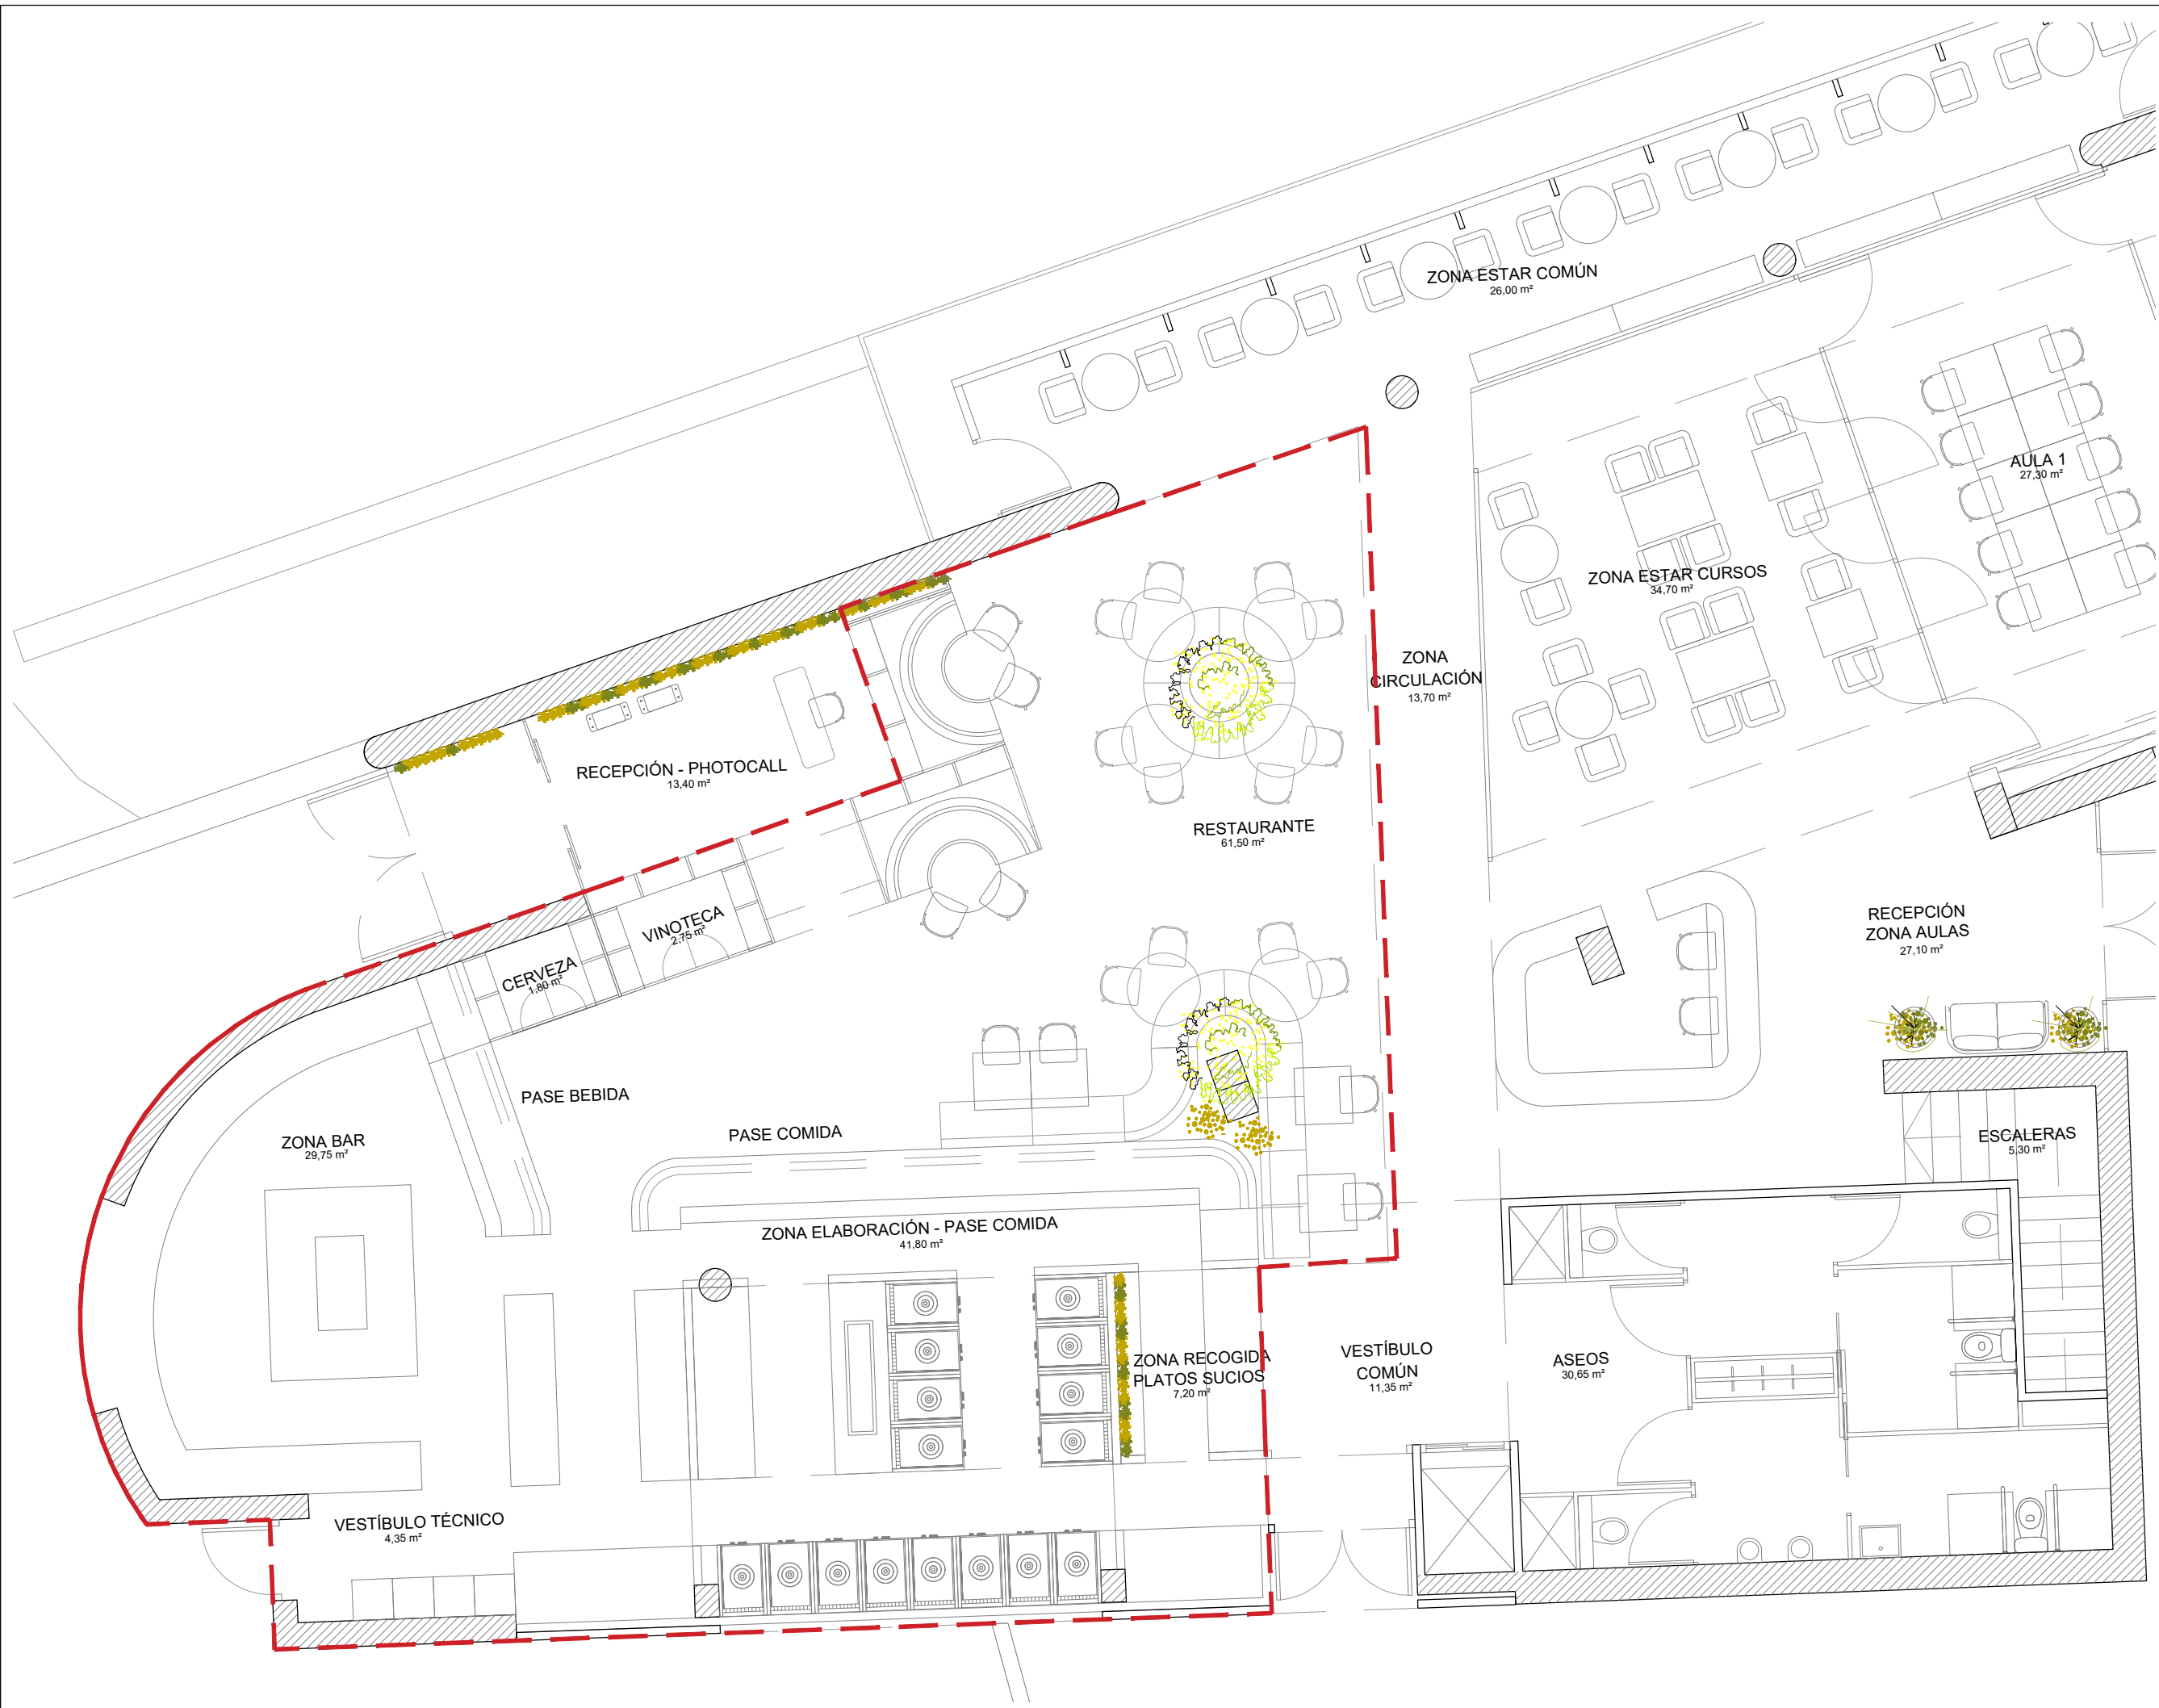 ZONA ESTAR COMÚN
26,00 m²
AULA 1
27,30 m²
ZONA ESTAR CURSOS
34,70 m²
ZONA
CIRCULACIÓN
13,70 m²
RECEPCIÓN - PHOTOCALL
13,40 m²
RESTAURANTE
61,50 m²
VINOTECA
2,75 m²
CERVEZA
1,80 m²
RECEPCIÓN
ZONA AULAS
27,10 m²
PASE BEBIDA
PASE COMIDA
ZONA BAR
29,75 m²
ESCALERAS
5,30 m²
ZONA ELABORACIÓN - PASE COMIDA
41,80 m²
ZONA RECOGIDA
PLATOS SUCIOS
7,20 m²
VESTÍBULO
COMÚN
11,35 m²
ASEOS
30,65 m²
VESTÍBULO TÉCNICO
4,35 m²